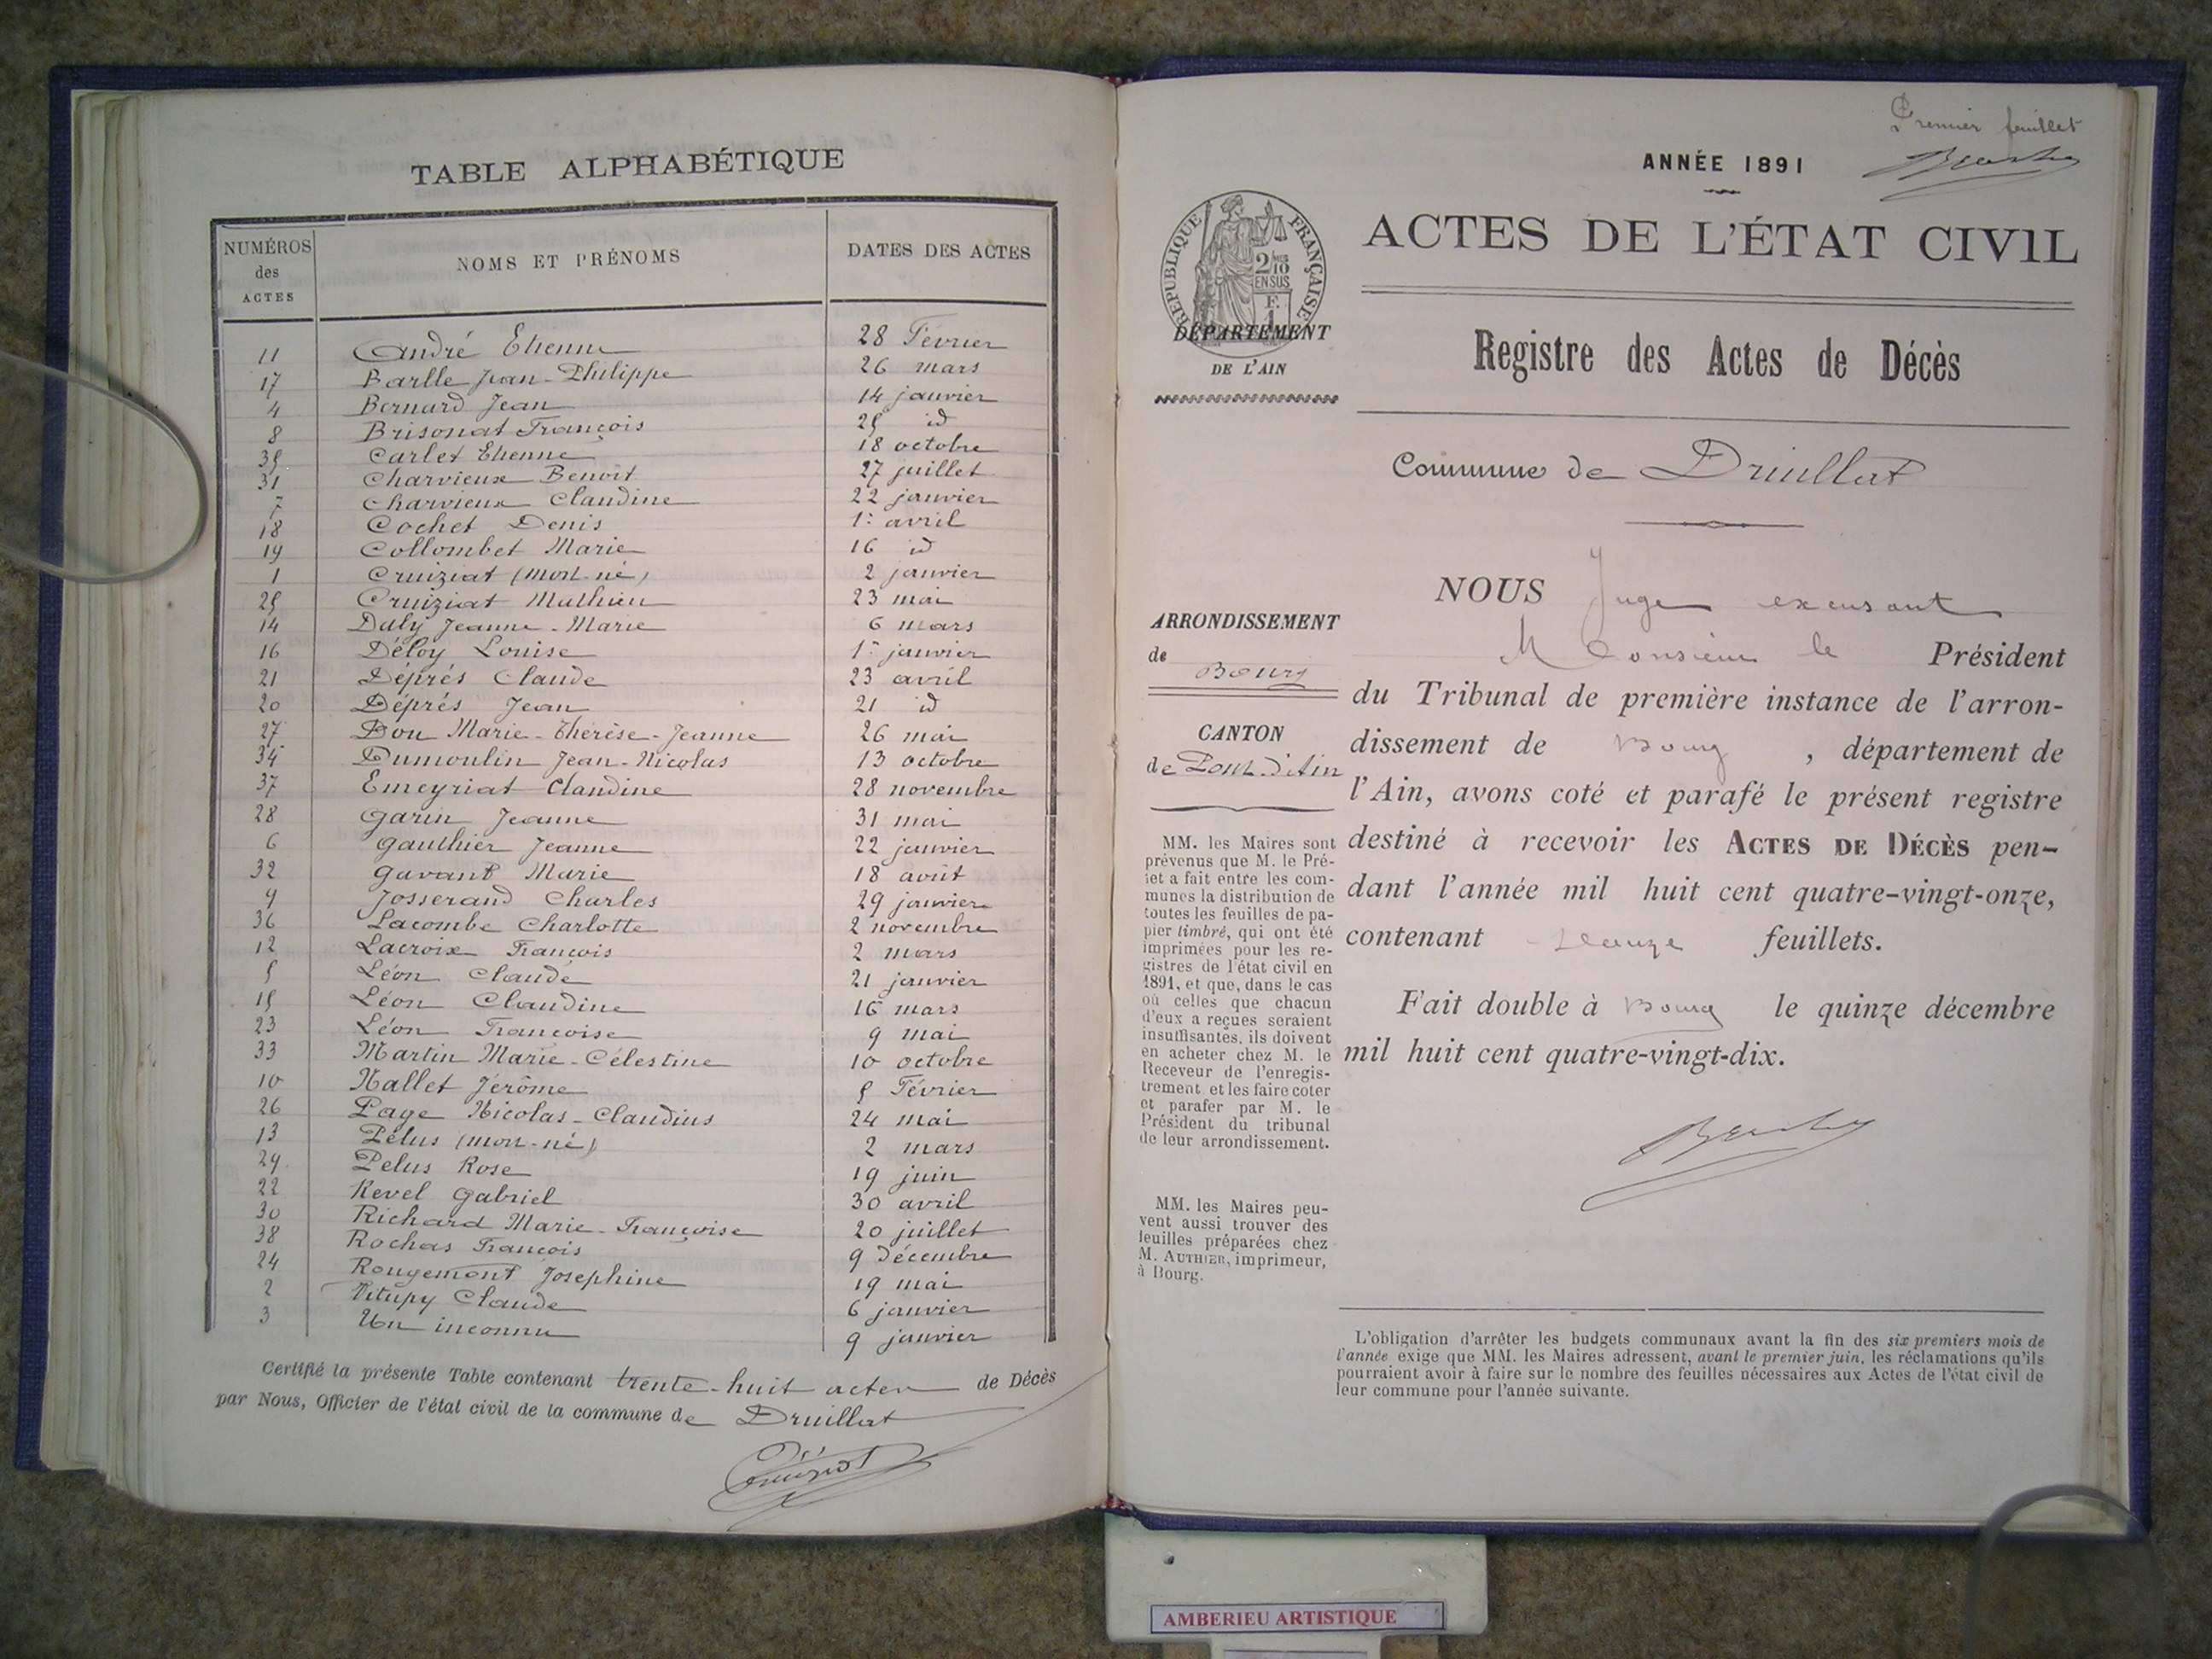 TABLE ALPHABÉTIQUE
NUMÉROS des ACTES NOMS ET PRÉNOMS DATES DES ACTES
11 André Etienne 28 Février
17 Barlle Jean-Philippe 26 mars
4 Bernard Jean 14 janvier
8 Brisonat François 25 id
35 Carlet Etienne 18 octobre
31 Charvieux Benoit 27 juillet
7 Charvieux Claudine 22 janvier
18 Cochet Denis 1er avril
19 Collombet Marie 16 id
1 Cruiziat (mort-né) 2 janvier
25 Cruiziat Mathieu 23 mai
14 Duly Jeanne-Marie 6 mars
16 Déloy Louise 1er janvier
21 Déprés Claude 23 avril
20 Déprés Jean 21 id
27 Dou Marie-Thérèse-Jeanne 26 mai
34 Dumoulin Jean-Nicolas 13 octobre
37 Emeyriat Claudine 28 novembre
28 Garin Jeanne 31 mai
6 Gauthier Jeanne 22 janvier
32 Gavant Marie 18 août
9 Josserand Charles 29 janvier
36 Lacombe Charlotte 2 novembre
12 Lacroix François 2 mars
5 Léon Claude 21 janvier
15 Léon Claudine 15 mars
23 Léon Françoise 9 mai
33 Martin Marie-Célestine 10 octobre
10 Nallet Jérôme 5 Février
26 Page Nicolas-Claudius 24 mai
13 Pélus (mort-né) 2 mars
29 Pelus Rose 19 juin
22 Revel Gabriel 30 avril
30 Richard Marie-Françoise 20 juillet
38 Rochas François 9 Décembre
24 Rougemont Josephine 19 mai
2 Vitupy Claude 6 janvier
3 Un inconnu 9 janvier
Certifié la présente Table contenant trente-huit actes de Décès
par Nous, Officier de l'état civil de la commune de Druillat
Cruiziat
Premier feuillet
ANNÉE 1891
ACTES DE L'ÉTAT CIVIL
RÉPUBLIQUE FRANÇAISE
2/10 EN SUS
F.
1
DÉPARTEMENT
DE L'AIN
Registre des Actes de Décès
Commune de Druillat
ARRONDISSEMENT
de Bourg
CANTON
de Pont-d'Ain
NOUS Juge excusant
Monsieur le Président
du Tribunal de première instance de l'arron-
dissement de Bourg, département de
l'Ain, avons coté et parafé le présent registre
destiné à recevoir les ACTES DE DÉCÈS pen-
dant l'année mil huit cent quatre-vingt-onze,
contenant feuillets.
Fait double à Bourg le quinze décembre
mil huit cent quatre-vingt-dix.
MM. les Maires sont
prévenus que M. le Pré-
fet a fait entre les com-
munes la distribution de
toutes les feuilles de pa-
pier timbré, qui ont été
imprimées pour les re-
gistres de l'état civil en
1891, et que, dans le cas
où celles que chacun
d'eux a reçues seraient
insuffisantes, ils doivent
en acheter chez M. le
Receveur de l'enregis-
trement et les faire coter
et parafer par M. le
Président du tribunal
de leur arrondissement.
MM. les Maires peu-
vent aussi trouver des
feuilles préparées chez
M. AUTHIER, imprimeur,
à Bourg.
L'obligation d'arrêter les budgets communaux avant la fin des six premiers mois de
l'année exige que MM. les Maires adressent, avant le premier juin, les réclamations qu'ils
pourraient avoir à faire sur le nombre des feuilles nécessaires aux Actes de l'état civil de
leur commune pour l'année suivante.
AMBERIEU ARTISTIQUE